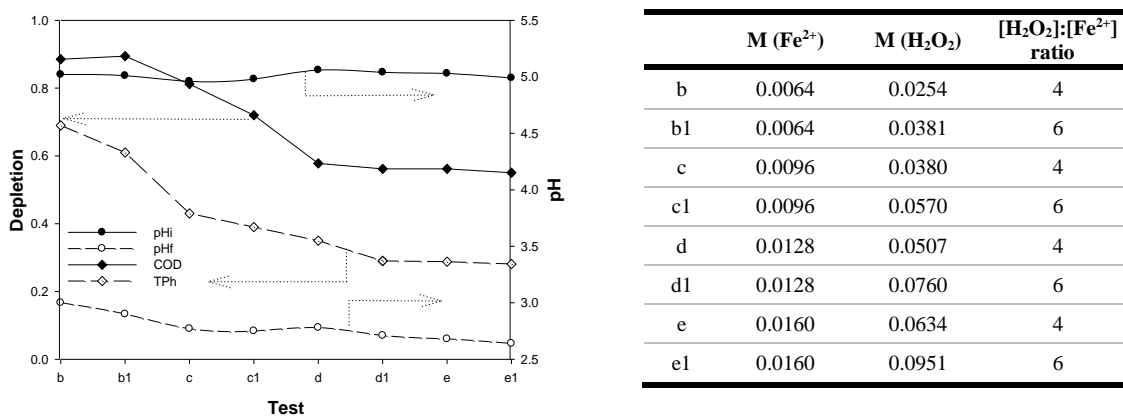 1.0
0.8
0.6
0.4
0.2
0.0
Depletion
5.5
5.0
4.5
4.0
3.5
3.0
2.5
pH
pHi
pHf
COD
TPh
b b1 c c1 d d1 e e1
Test
M (Fe²⁺) M (H₂O₂) [H₂O₂]:[Fe²⁺] ratio
b 0.0064 0.0254 4
b1 0.0064 0.0381 6
c 0.0096 0.0380 4
c1 0.0096 0.0570 6
d 0.0128 0.0507 4
d1 0.0128 0.0760 6
e 0.0160 0.0634 4
e1 0.0160 0.0951 6